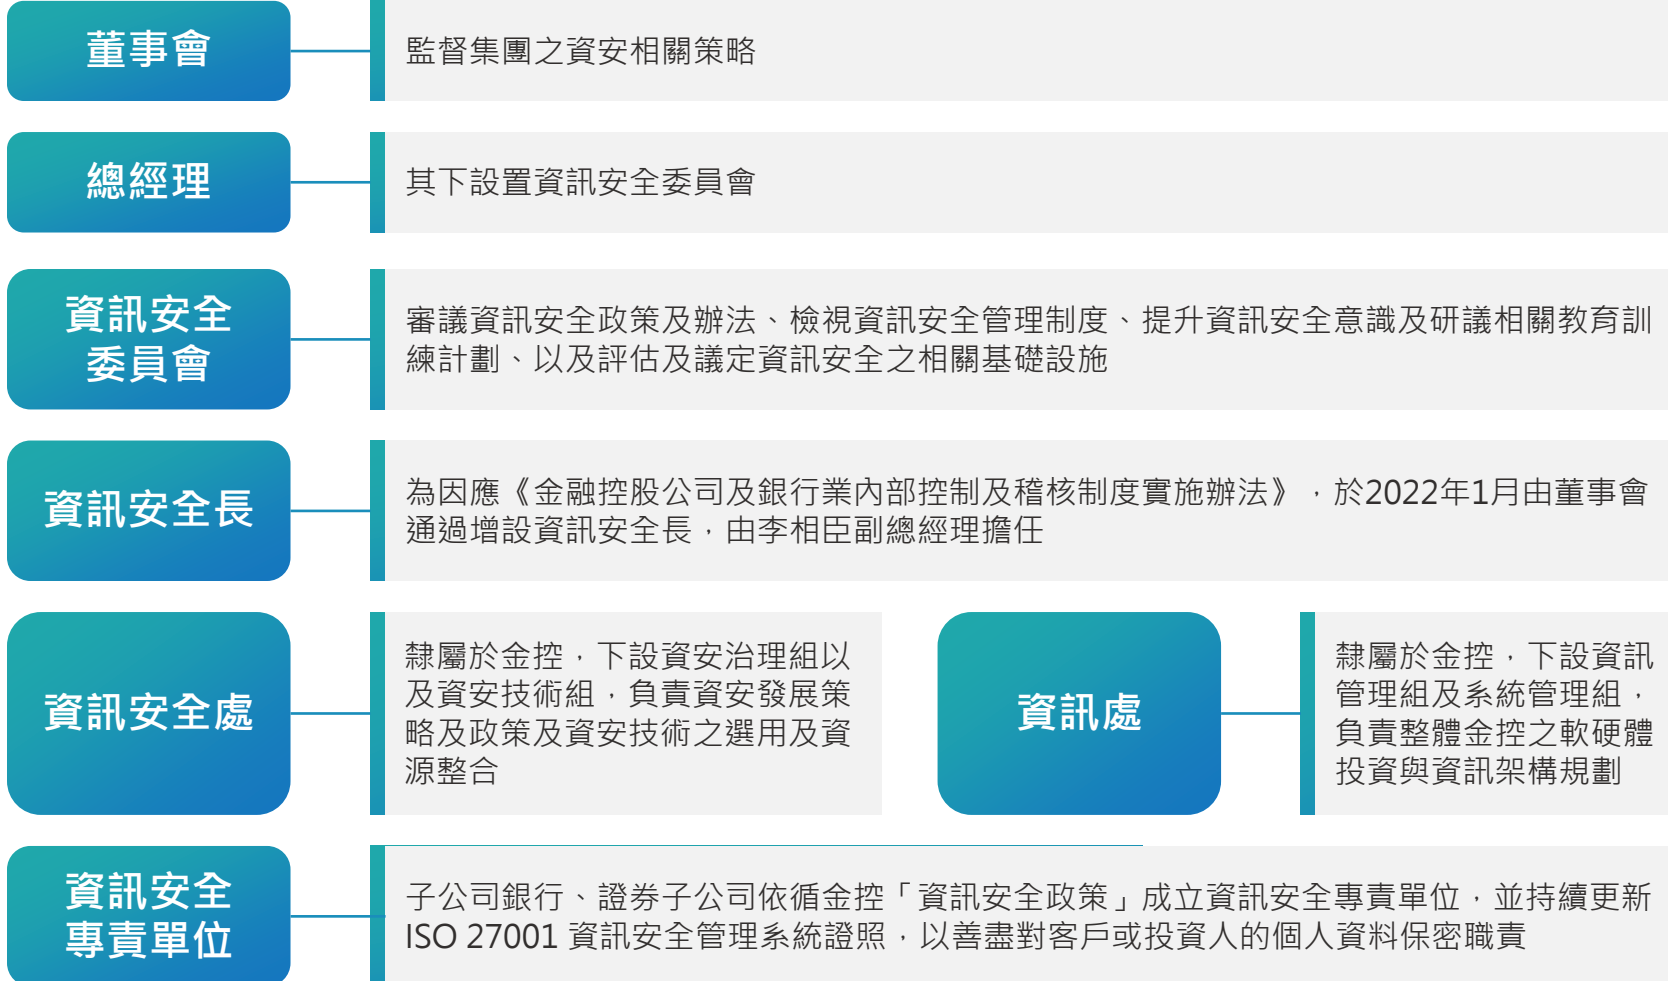 董事會
監督集團之資安相關策略
總經理
其下設置資訊安全委員會
資訊安全
委員會
審議資訊安全政策及辦法、檢視資訊安全管理制度、提升資訊安全意識及研議相關教育訓
練計劃、以及評估及議定資訊安全之相關基礎設施
資訊安全長
為因應《金融控股公司及銀行業內部控制及稽核制度實施辦法》，於2022年1月由董事會
通過增設資訊安全長，由李相臣副總經理擔任
資訊安全處
隸屬於金控，下設資安治理組以
及資安技術組，負責資安發展策
略及政策及資安技術之選用及資
源整合
資訊處
隸屬於金控，下設資訊
管理組及系統管理組，
負責整體金控之軟硬體
投資與資訊架構規劃
資訊安全
專責單位
子公司銀行、證券子公司依循金控「資訊安全政策」成立資訊安全專責單位，並持續更新
ISO 27001 資訊安全管理系統證照，以善盡對客戶或投資人的個人資料保密職責